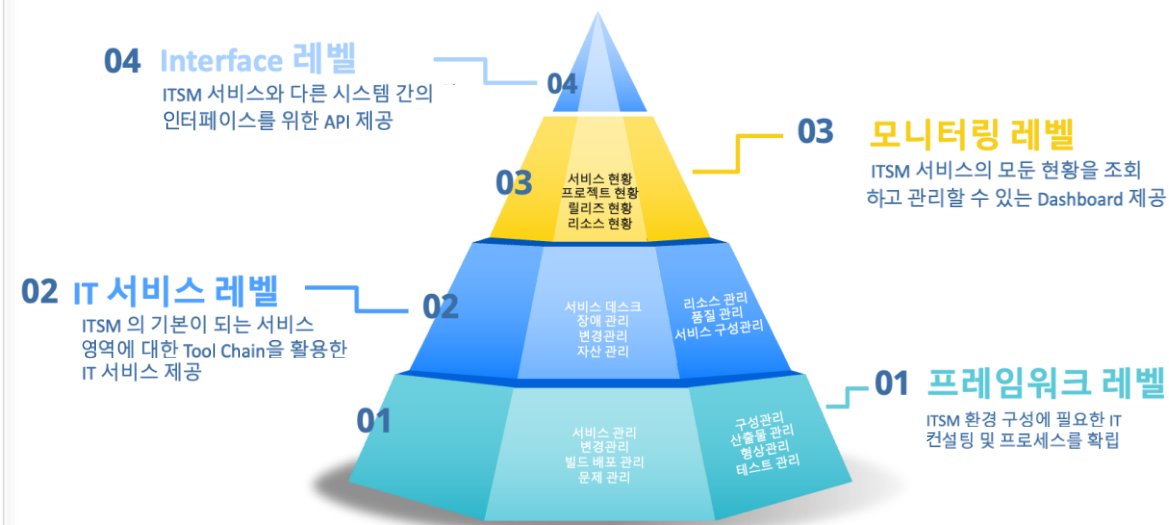 04 Interface 레벨
ITSM 서비스와 다른 시스템 간의
인터페이스를 위한 API 제공
04
03 모니터링 레벨
ITSM 서비스의 모둔 현황을 조회
하고 관리할 수 있는 Dashboard 제공
03
서비스 현황
프로젝트 현황
릴리즈 현황
리소스 현황
02 IT 서비스 레벨
ITSM 의 기본이 되는 서비스
영역에 대한 Tool Chain을 활용한
IT 서비스 제공
02
서비스 데스크
장애 관리
변경관리
자산 관리
리소스 관리
품질 관리
서비스 구성관리
01 프레임워크 레벨
ITSM 환경 구성에 필요한 IT
컨설팅 및 프로세스를 확립
01
서비스 관리
변경관리
빌드 배포 관리
문제 관리
구성관리
산출물 관리
형상관리
테스트 관리